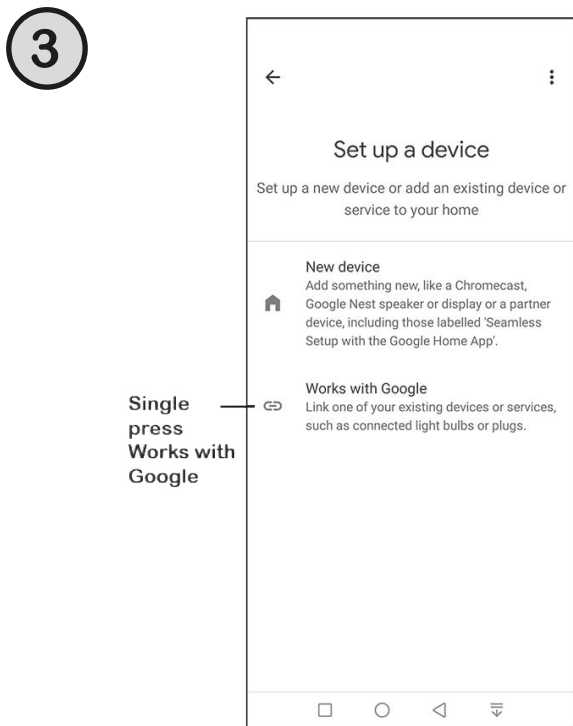 3
Set up a device
Set up a new device or add an existing device or
service to your home
New device
Add something new, like a Chromecast,
Google Nest speaker or display or a partner
device, including those labelled 'Seamless
Setup with the Google Home App'.
Works with Google
Link one of your existing devices or services,
such as connected light bulbs or plugs.
Single
press
Works with
Google